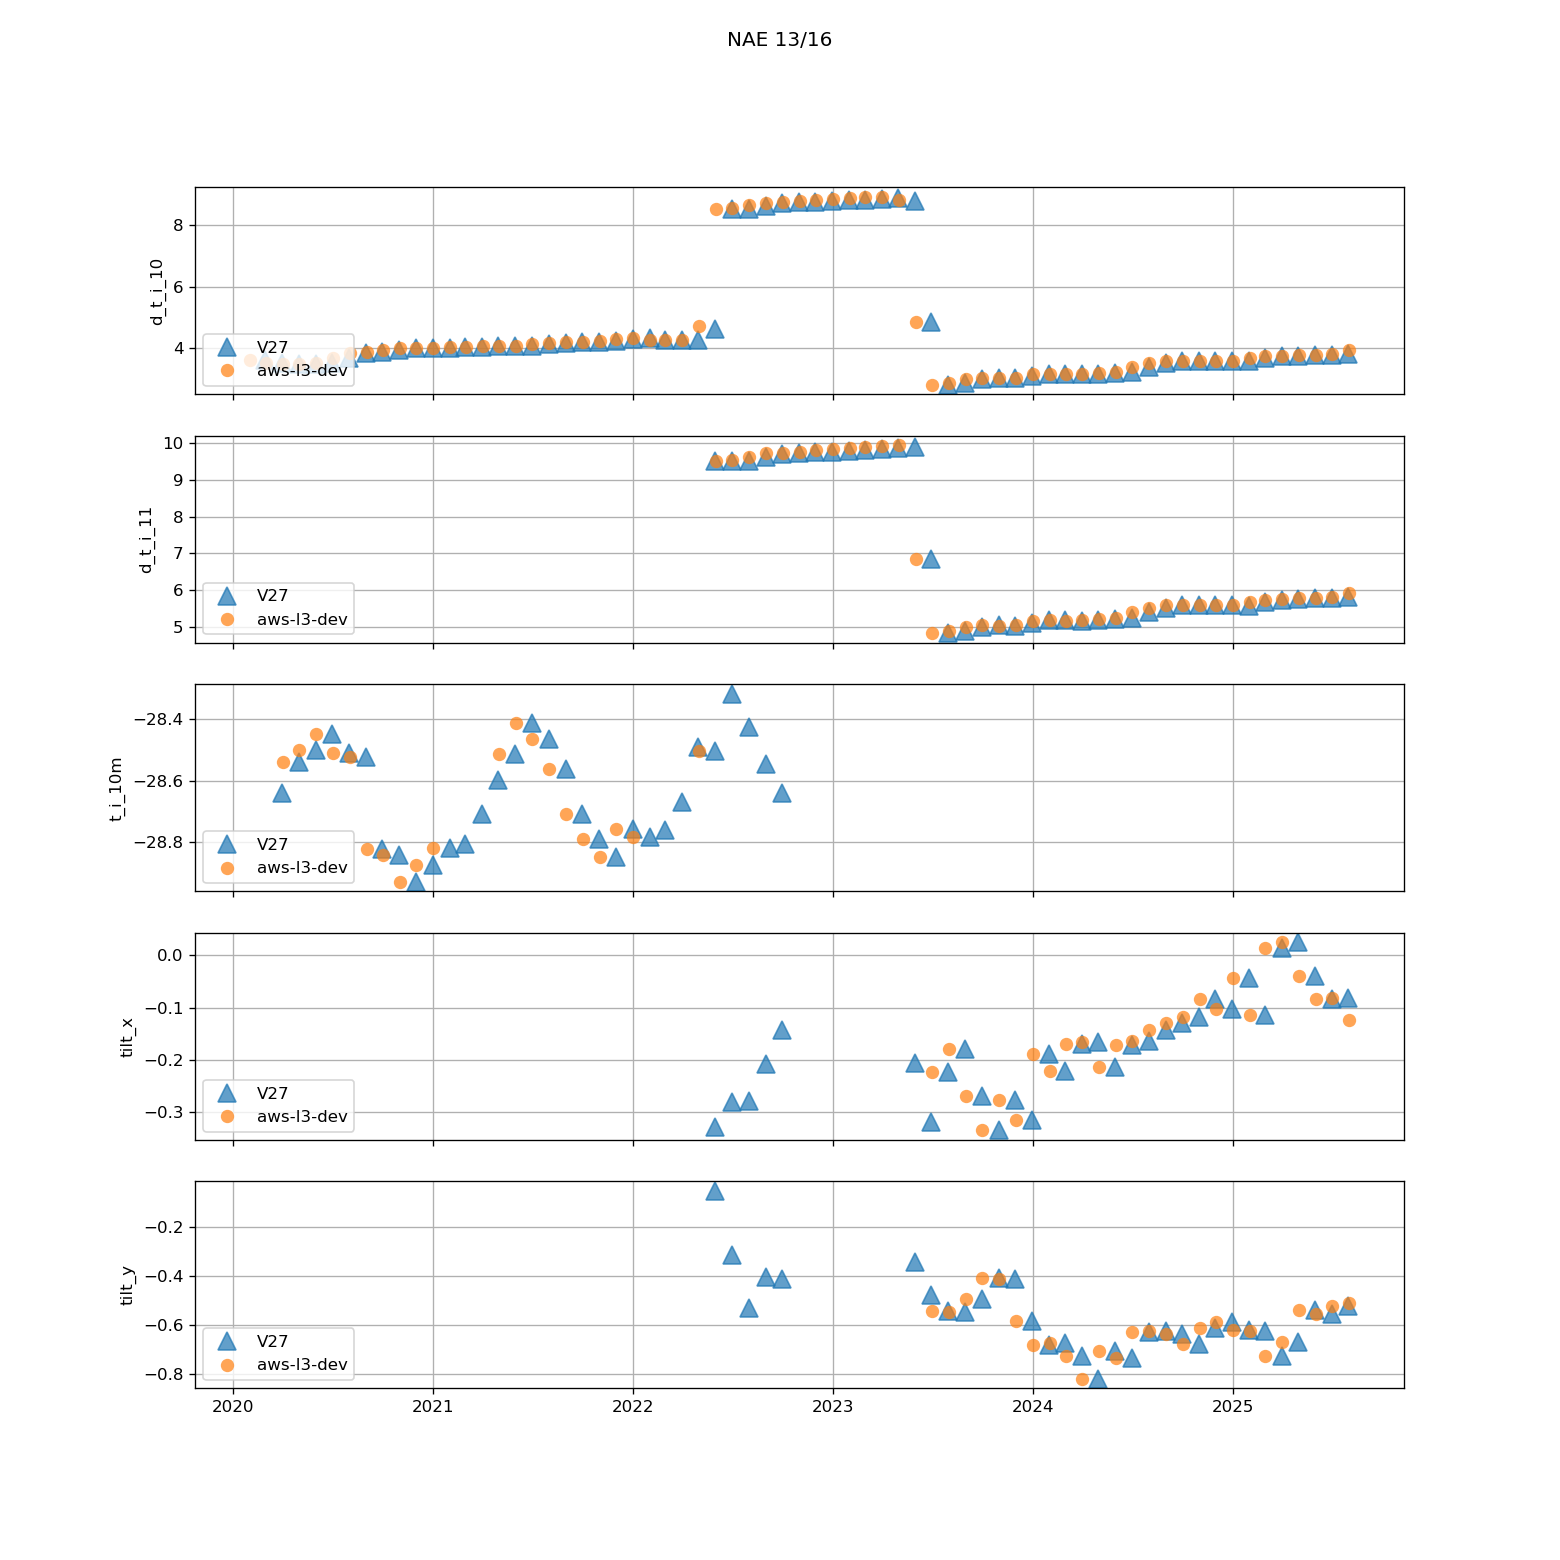 NAE 13/16
d_t_i_10
8
6
4
V27
aws-l3-dev
d_t_i_11
10
9
8
7
6
5
V27
aws-l3-dev
t_i_10m
−28.4
−28.6
−28.8
V27
aws-l3-dev
tilt_x
0.0
−0.1
−0.2
−0.3
V27
aws-l3-dev
tilt_y
−0.2
−0.4
−0.6
−0.8
V27
aws-l3-dev
2020 2021 2022 2023 2024 2025